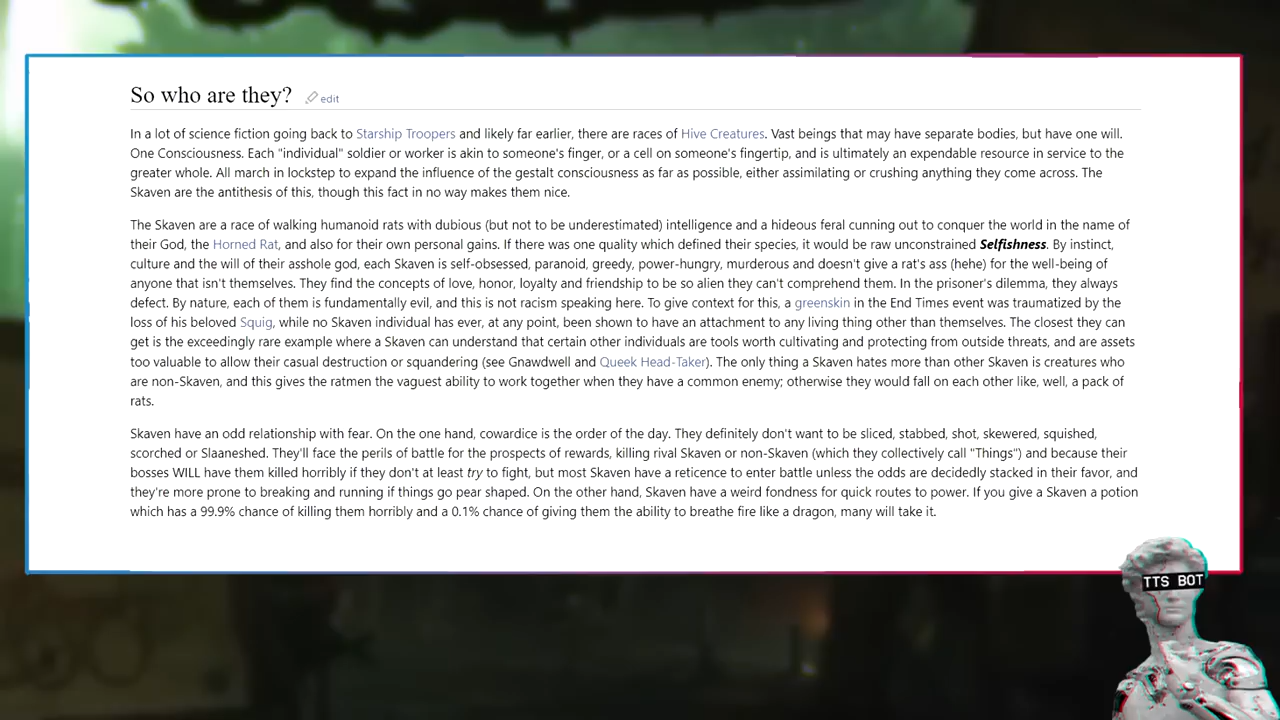 So who are they? edit
In a lot of science fiction going back to Starship Troopers and likely far earlier, there are races of Hive Creatures. Vast beings that may have separate bodies, but have one will.
One Consciousness. Each "individual" soldier or worker is akin to someone's finger, or a cell on someone's fingertip, and is ultimately an expendable resource in service to the
greater whole. All march in lockstep to expand the influence of the gestalt consciousness as far as possible, either assimilating or crushing anything they come across. The
Skaven are the antithesis of this, though this fact in no way makes them nice.
The Skaven are a race of walking humanoid rats with dubious (but not to be underestimated) intelligence and a hideous feral cunning out to conquer the world in the name of
their God, the Horned Rat, and also for their own personal gains. If there was one quality which defined their species, it would be raw unconstrained Selfishness. By instinct,
culture and the will of their asshole god, each Skaven is self-obsessed, paranoid, greedy, power-hungry, murderous and doesn't give a rat's ass (hehe) for the well-being of
anyone that isn't themselves. They find the concepts of love, honor, loyalty and friendship to be so alien they can't comprehend them. In the prisoner's dilemma, they always
defect. By nature, each of them is fundamentally evil, and this is not racism speaking here. To give context for this, a greenskin in the End Times event was traumatized by the
loss of his beloved Squig, while no Skaven individual has ever, at any point, been shown to have an attachment to any living thing other than themselves. The closest they can
get is the exceedingly rare example where a Skaven can understand that certain other individuals are tools worth cultivating and protecting from outside threats, and are assets
too valuable to allow their casual destruction or squandering (see Gnawdwell and Queek Head-Taker). The only thing a Skaven hates more than other Skaven is creatures who
are non-Skaven, and this gives the ratmen the vaguest ability to work together when they have a common enemy; otherwise they would fall on each other like, well, a pack of
rats.
Skaven have an odd relationship with fear. On the one hand, cowardice is the order of the day. They definitely don't want to be sliced, stabbed, shot, skewered, squished,
scorched or Slaaneshed. They'll face the perils of battle for the prospects of rewards, killing rival Skaven or non-Skaven (which they collectively call "Things") and because their
bosses WILL have them killed horribly if they don't at least try to fight, but most Skaven have a reticence to enter battle unless the odds are decidedly stacked in their favor, and
they're more prone to breaking and running if things go pear shaped. On the other hand, Skaven have a weird fondness for quick routes to power. If you give a Skaven a potion
which has a 99.9% chance of killing them horribly and a 0.1% chance of giving them the ability to breathe fire like a dragon, many will take it.
TTS BOT